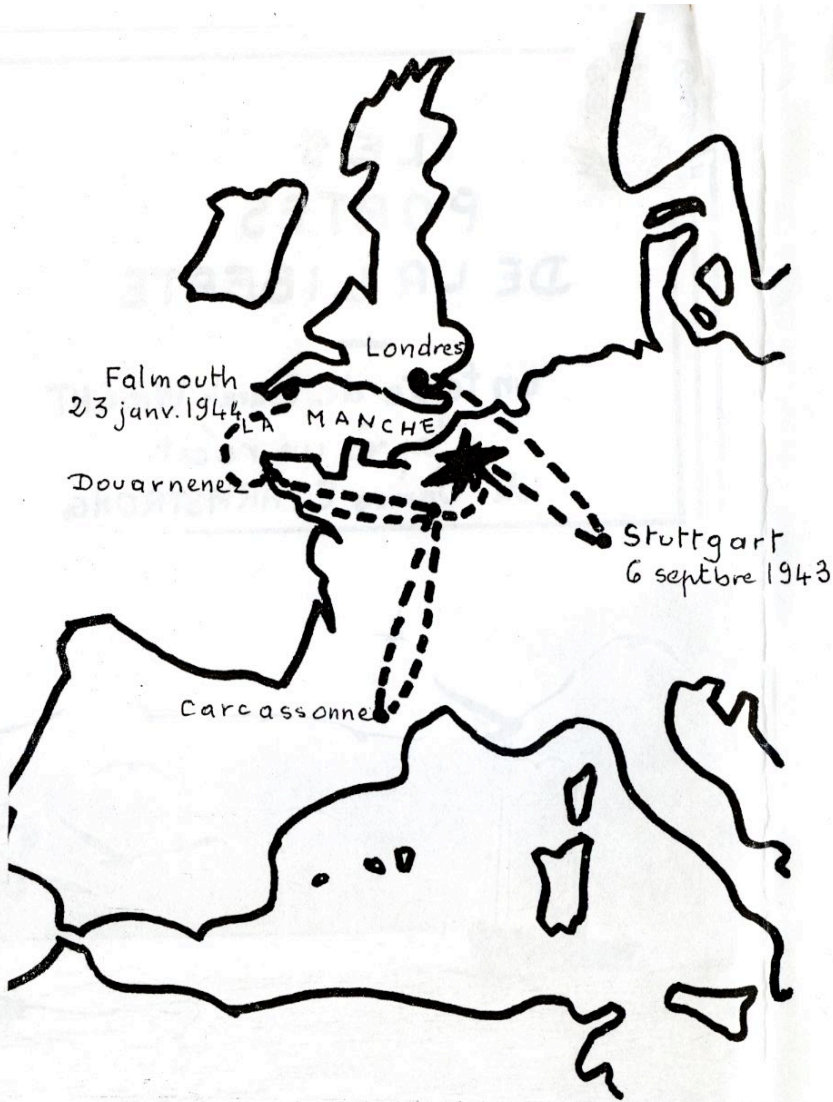 Londres
Falmouth
23 janv. 1944
LA MANCHE
Douarnenez
Stuttgart
6 septbre 1943
Carcassonne